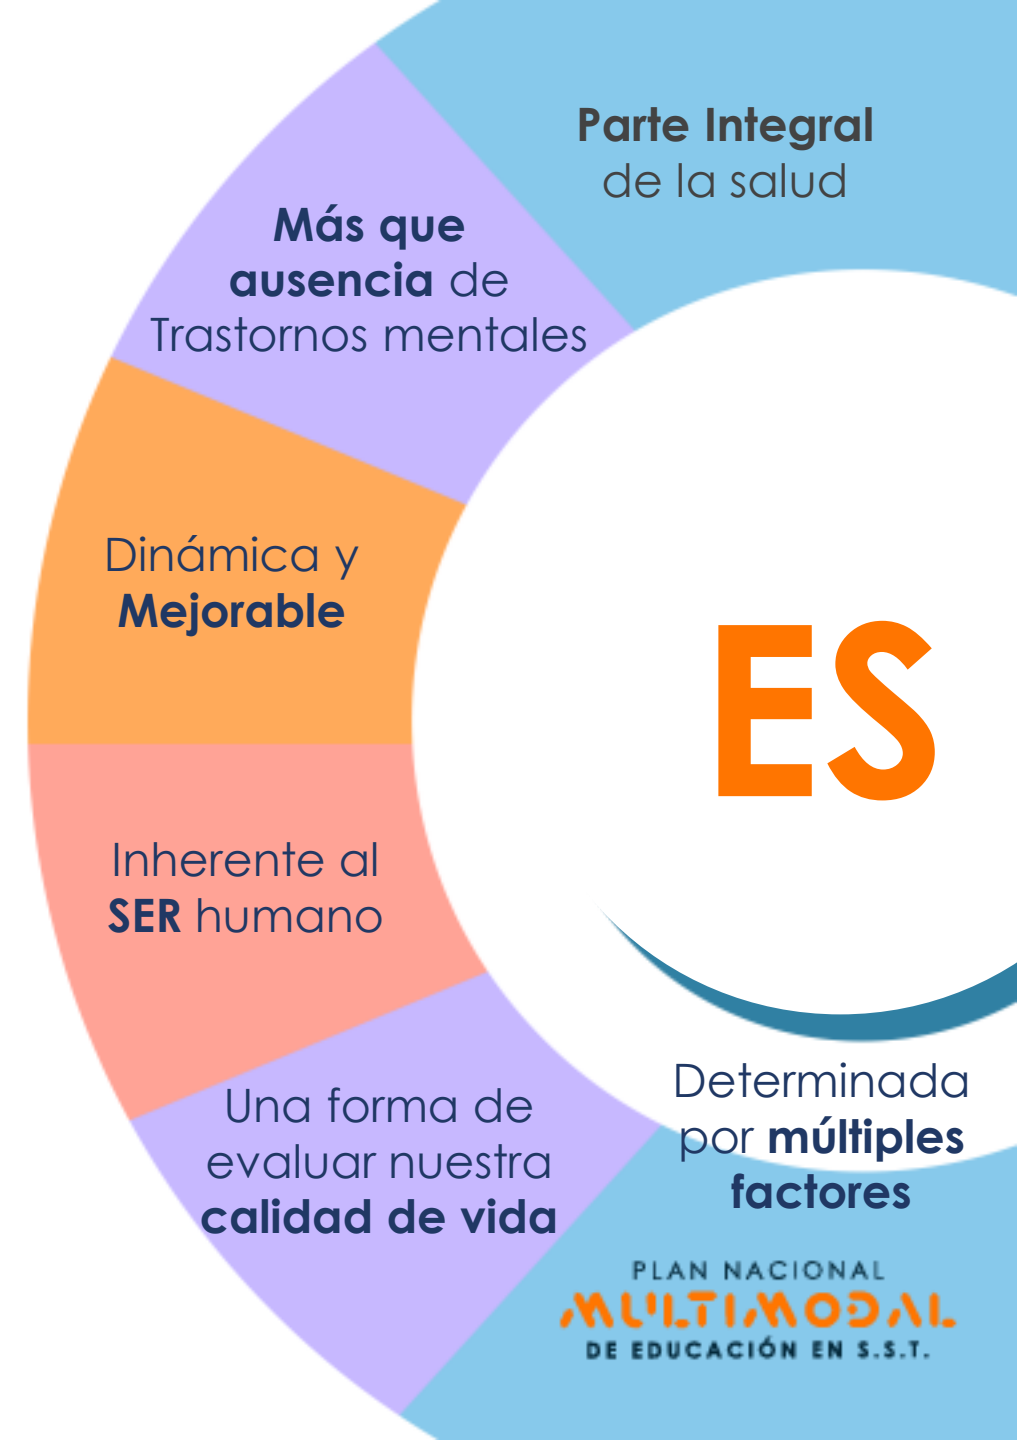 Parte Integral
de la salud
Más que
ausencia de
Trastornos mentales
Dinámica y
Mejorable
ES
Inherente al
SER humano
Una forma de
evaluar nuestra
calidad de vida
Determinada
por múltiples
factores
PLAN NACIONAL
MULTIMODAL
DE EDUCACIÓN EN S.S.T.